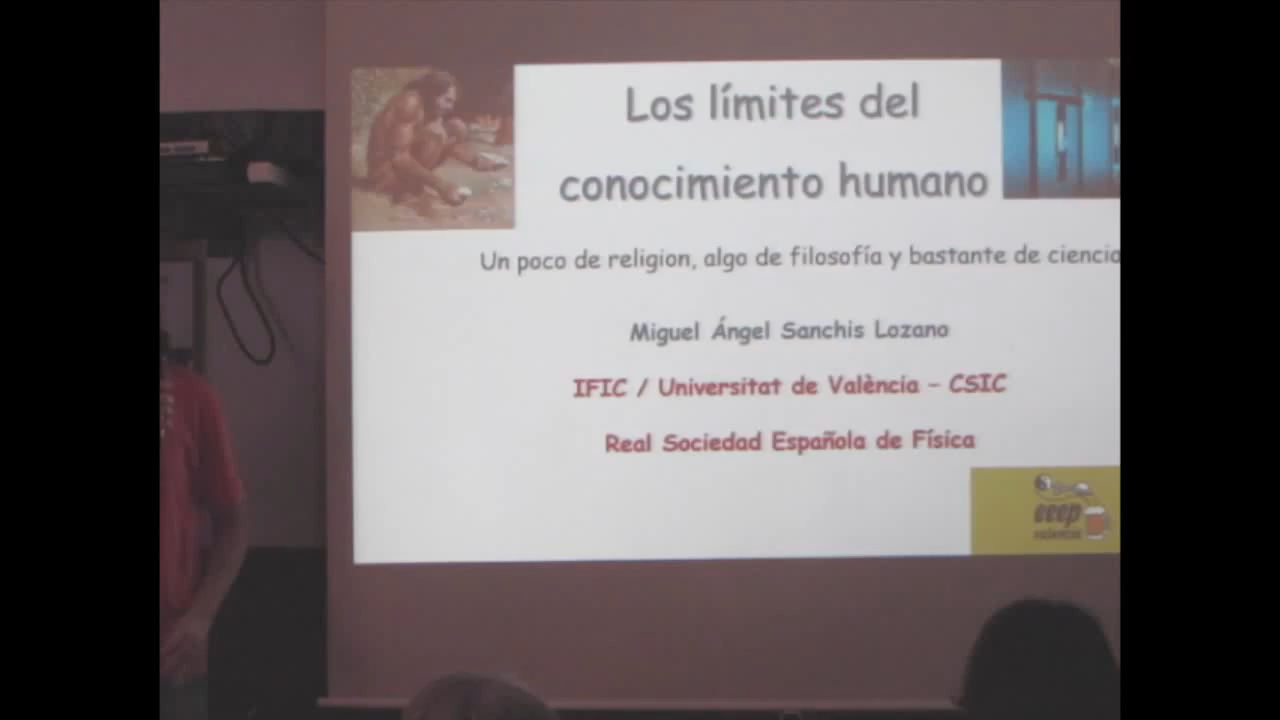 Los límites del
conocimiento humano
Un poco de religion, algo de filosofía y bastante de ciencia
Miguel Ángel Sanchis Lozano
IFIC / Universitat de València – CSIC
Real Sociedad Española de Física